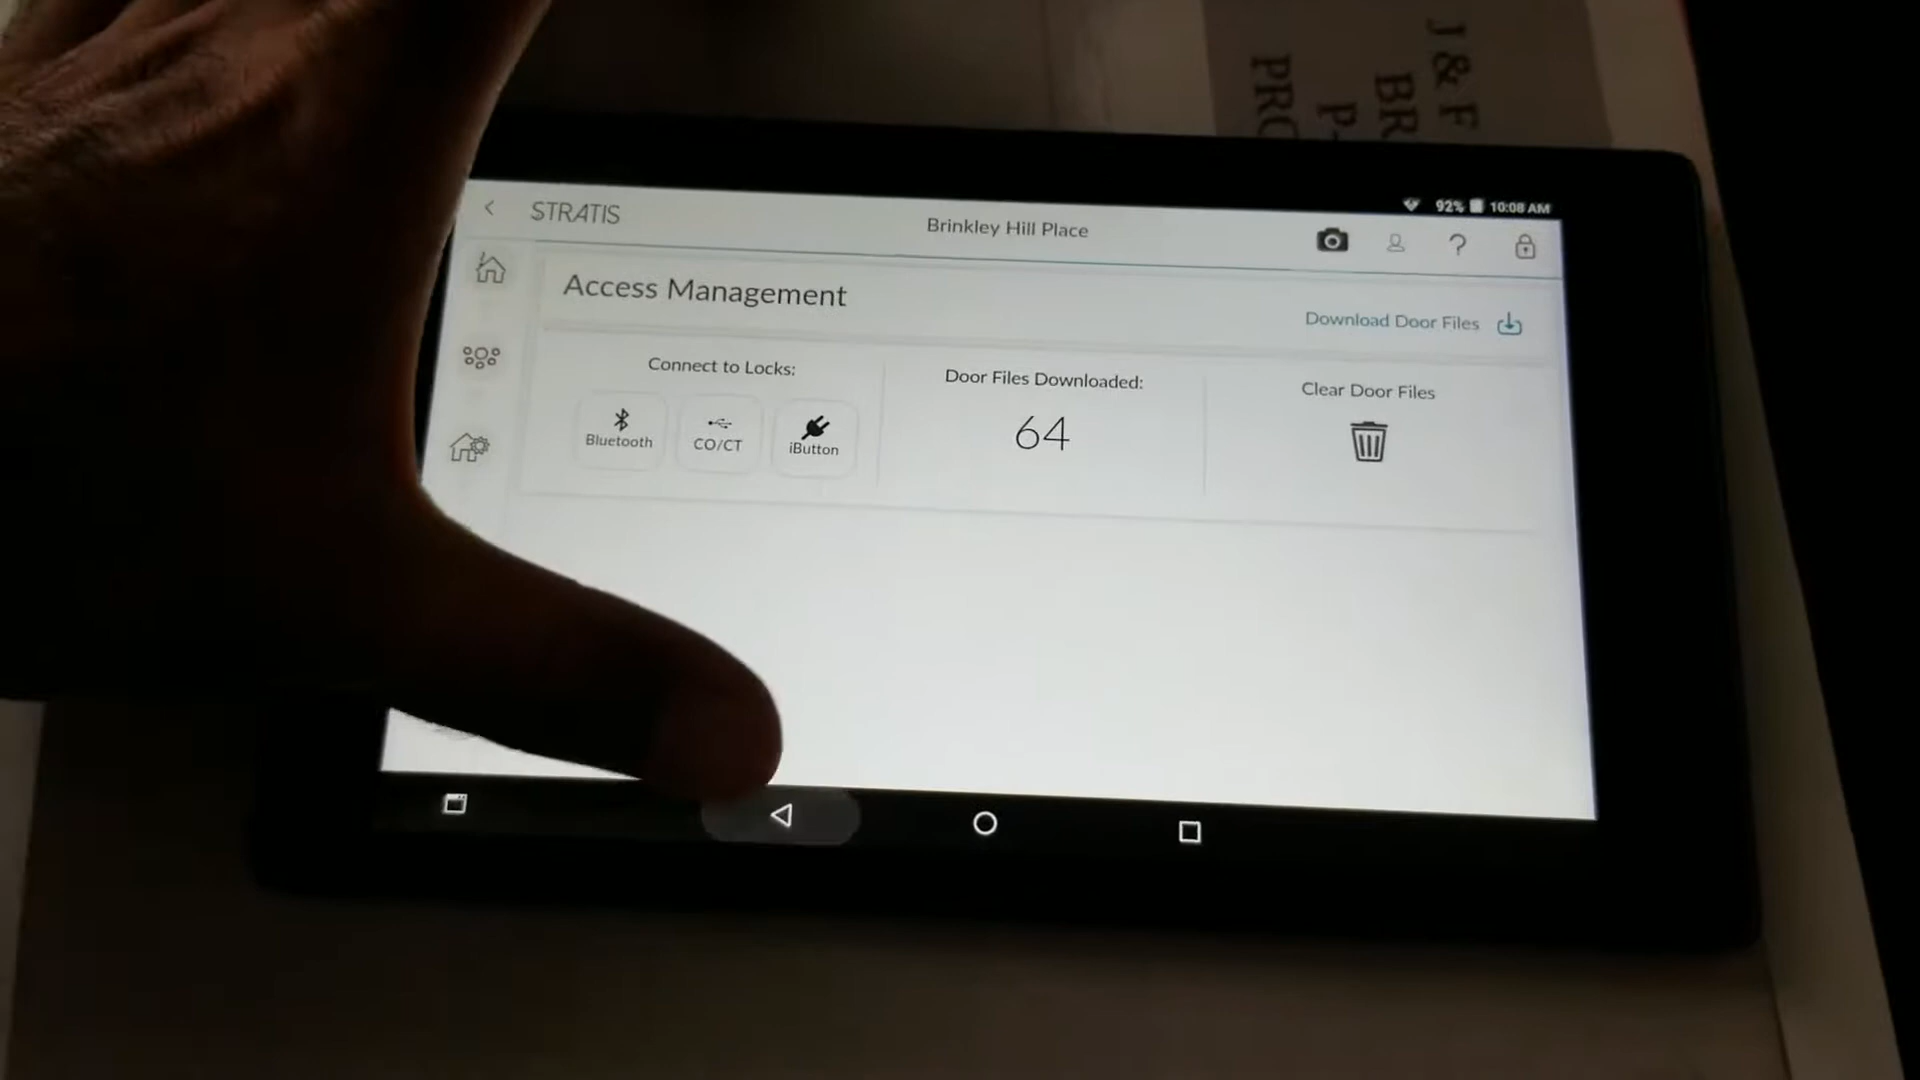 J & F
BR
P
PRO
92% 10:08 AM
STRATIS
Brinkley Hill Place
?
Access Management
Download Door Files
Connect to Locks:
Bluetooth
CO/CT
iButton
Door Files Downloaded:
64
Clear Door Files